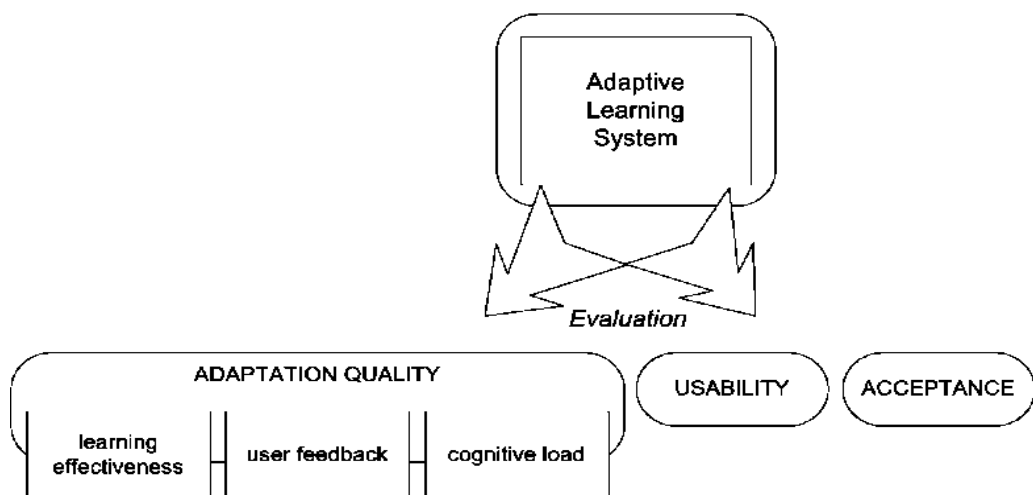 Adaptive
Learning
System
Evaluation
ADAPTATION QUALITY
USABILITY
ACCEPTANCE
learning
effectiveness
user feedback
cognitive load